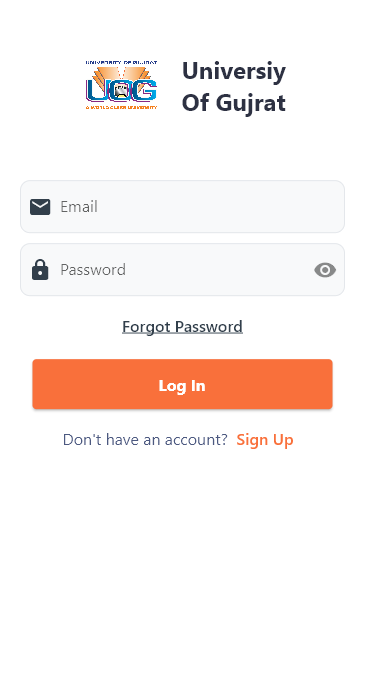 UNIVERSITY OF GUJRAT
UOG
A WORLD CLASS UNIVERSITY
Universiy
Of Gujrat
Email
Password
Forgot Password
Log In
Don't have an account? Sign Up